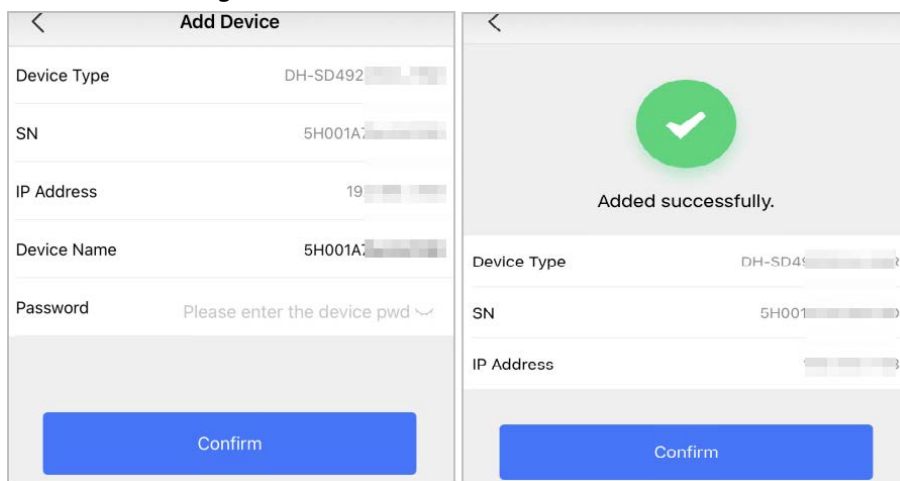 Add Device
Device Type DH-SD492
SN 5H001A
IP Address 19
Device Name 5H001A
Password Please enter the device pwd
Confirm
Added successfully.
Device Type DH-SD4
SN 5H001
IP Address
Confirm